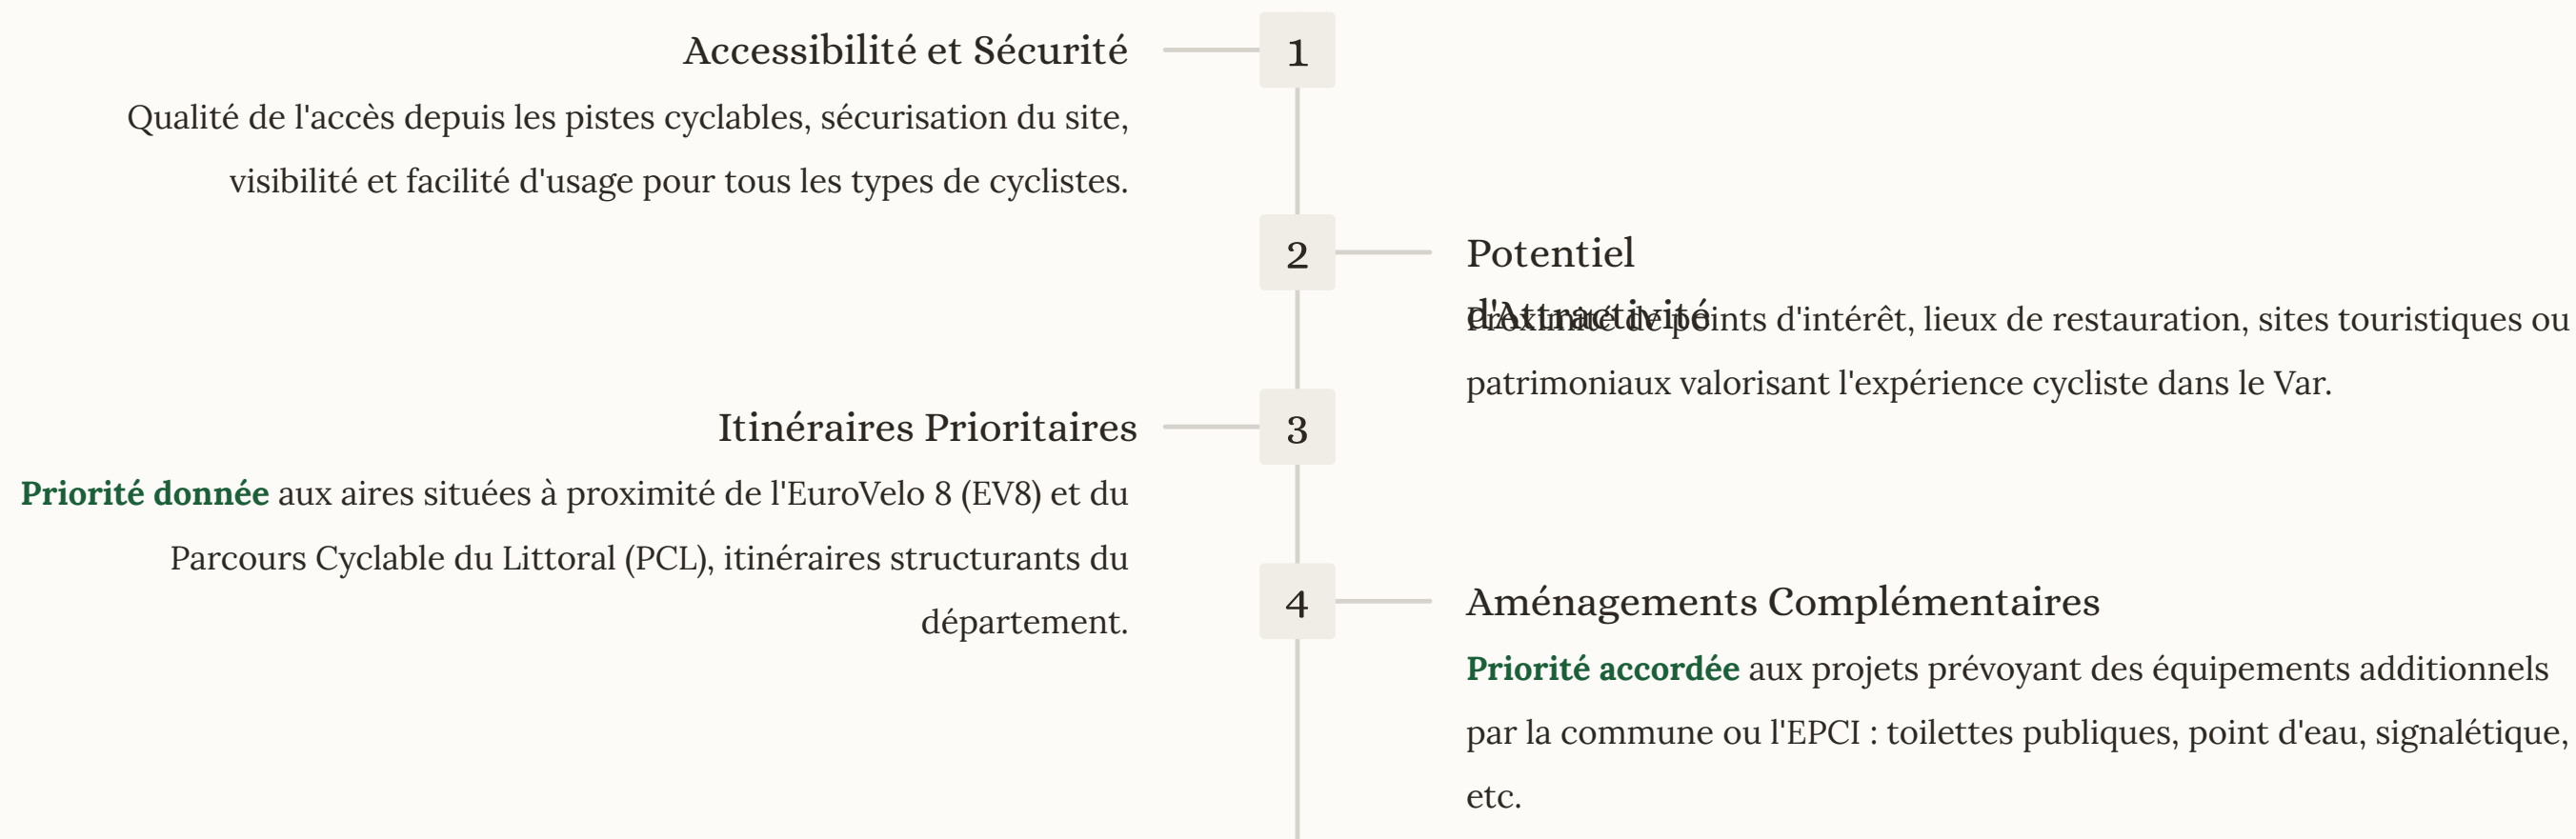 Accessibilité et Sécurité
1
Qualité de l'accès depuis les pistes cyclables, sécurisation du site,
visibilité et facilité d'usage pour tous les types de cyclistes.
2
Potentiel
d'Attractivité
Proximité de points d'intérêt, lieux de restauration, sites touristiques ou
patrimoniaux valorisant l'expérience cycliste dans le Var.
Itinéraires Prioritaires
3
Priorité donnée aux aires situées à proximité de l'EuroVelo 8 (EV8) et du
Parcours Cyclable du Littoral (PCL), itinéraires structurants du
département.
4
Aménagements Complémentaires
Priorité accordée aux projets prévoyant des équipements additionnels
par la commune ou l'EPCI : toilettes publiques, point d'eau, signalétique,
etc.